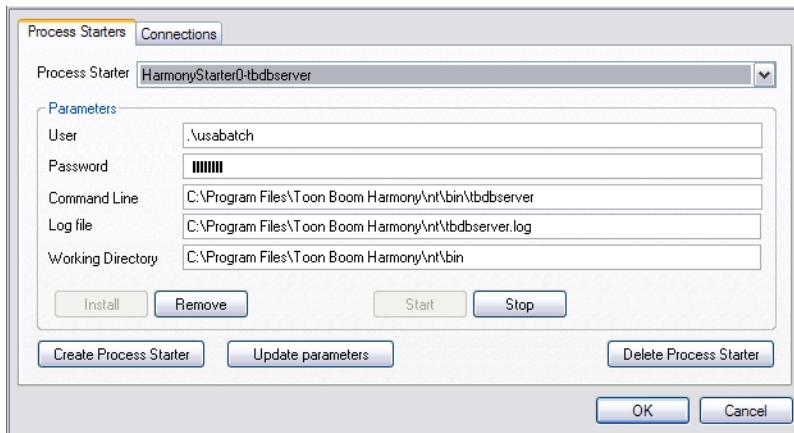 Process Starters Connections
Process Starter HarmonyStarter0-tbdbserver
Parameters
User .\usabatch
Password
Command Line C:\Program Files\Toon Boom Harmony\nt\bin\tbdbserver
Log file C:\Program Files\Toon Boom Harmony\nt\tbdbserver.log
Working Directory C:\Program Files\Toon Boom Harmony\nt\bin
Install Remove Start Stop
Create Process Starter Update parameters Delete Process Starter
OK Cancel